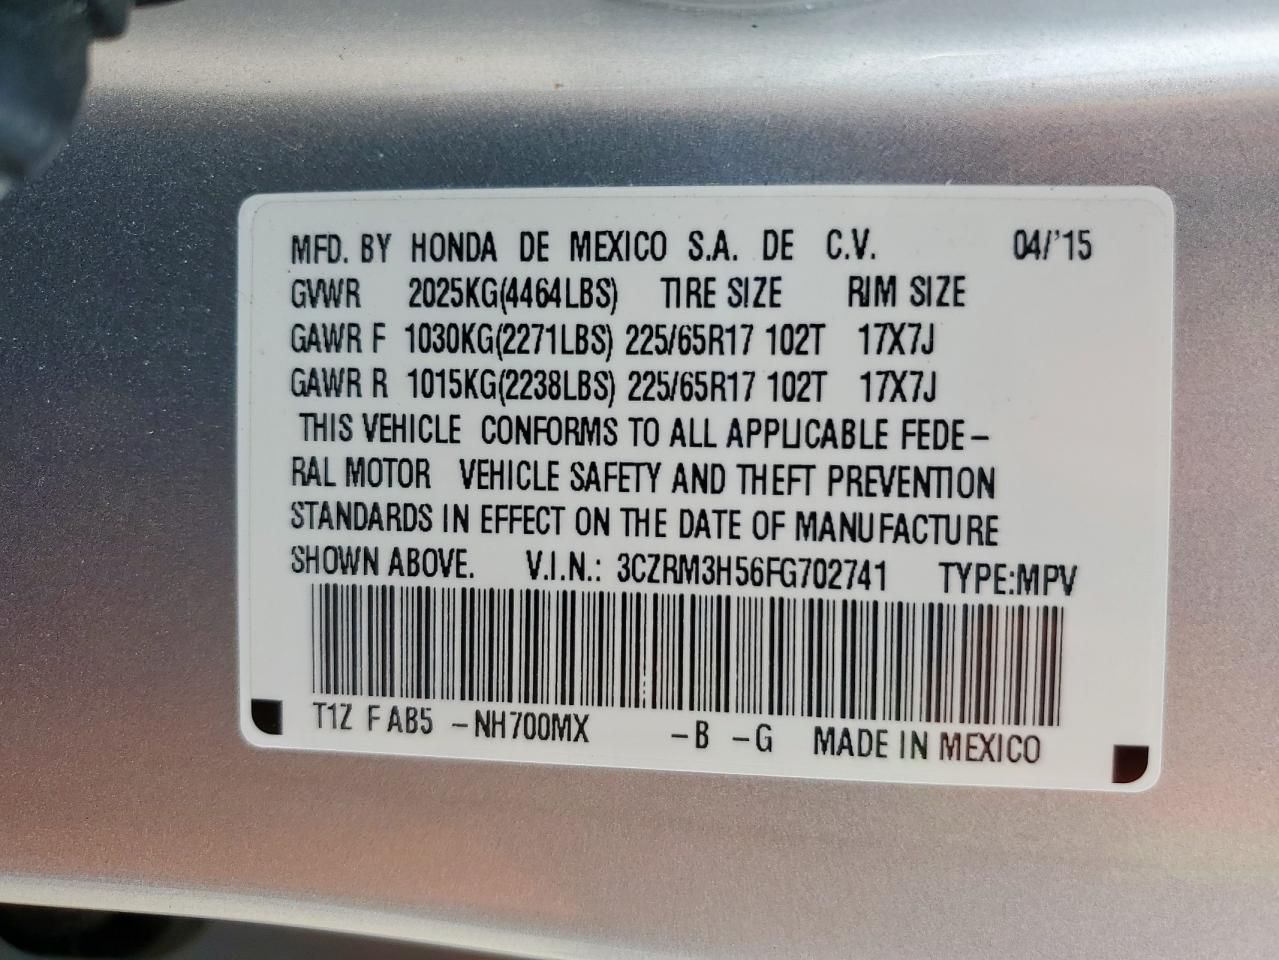 MFD. BY HONDA DE MEXICO S.A. DE C.V. 04/'15
GVWR 2025KG(4464LBS) TIRE SIZE RIM SIZE
GAWR F 1030KG(2271LBS) 225/65R17 102T 17X7J
GAWR R 1015KG(2238LBS) 225/65R17 102T 17X7J
THIS VEHICLE CONFORMS TO ALL APPLICABLE FEDE-
RAL MOTOR VEHICLE SAFETY AND THEFT PREVENTION
STANDARDS IN EFFECT ON THE DATE OF MANUFACTURE
SHOWN ABOVE. V.I.N.: 3CZRM3H56FG702741 TYPE:MPV
T1Z F AB5 -NH700MX -B -G MADE IN MEXICO